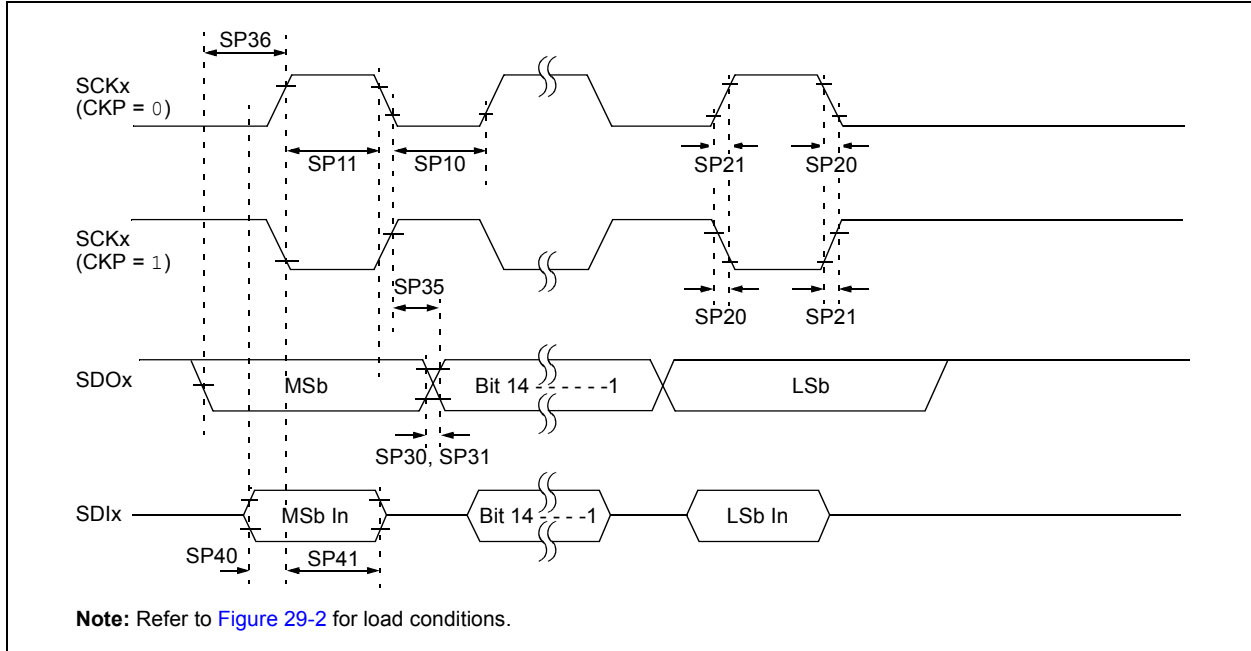 SP36
SCKx
(CKP = 0)
SP11
SP10
SP21
SP20
SCKx
(CKP = 1)
SP35
SP20
SP21
SDOx
MSb
Bit 14 - - - - - -1
LSb
SP30, SP31
SDIx
MSb In
Bit 14 - - - -1
LSb In
SP40
SP41
Note: Refer to Figure 29-2 for load conditions.